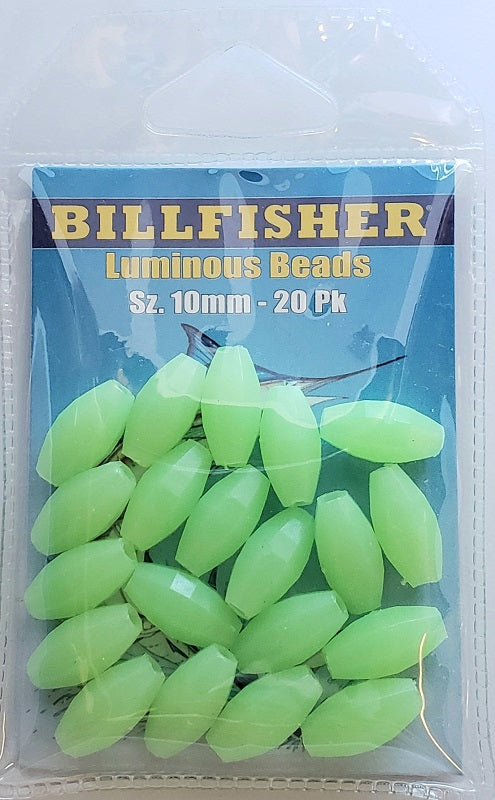 BILLFISHER
Luminous Beads
Sz. 10mm - 20 Pk